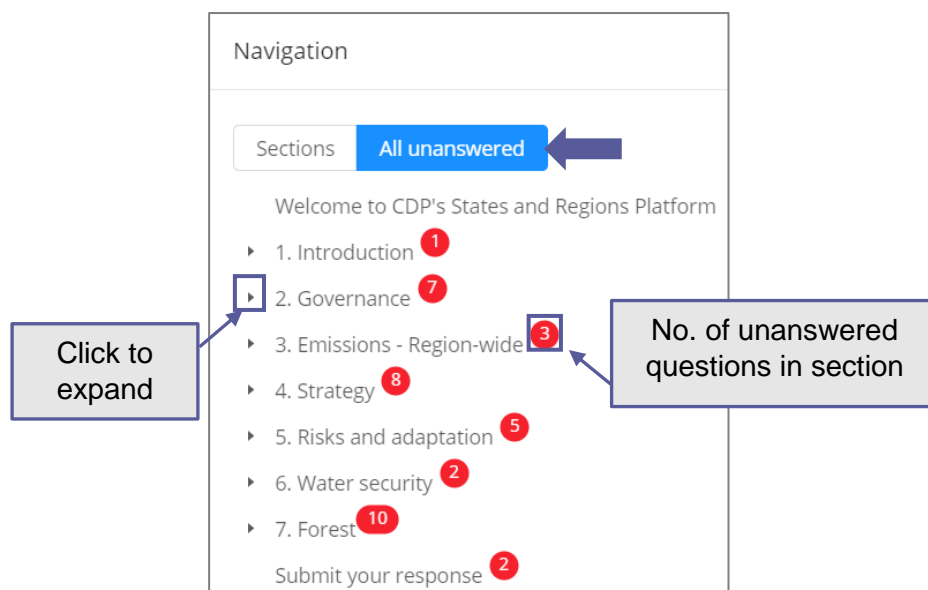 Navigation
Sections All unanswered
Welcome to CDP's States and Regions Platform
1. Introduction 1
2. Governance 7
3. Emissions - Region-wide 3
4. Strategy 8
5. Risks and adaptation 5
6. Water security 2
7. Forest 10
Submit your response 2
Click to
expand
No. of unanswered
questions in section